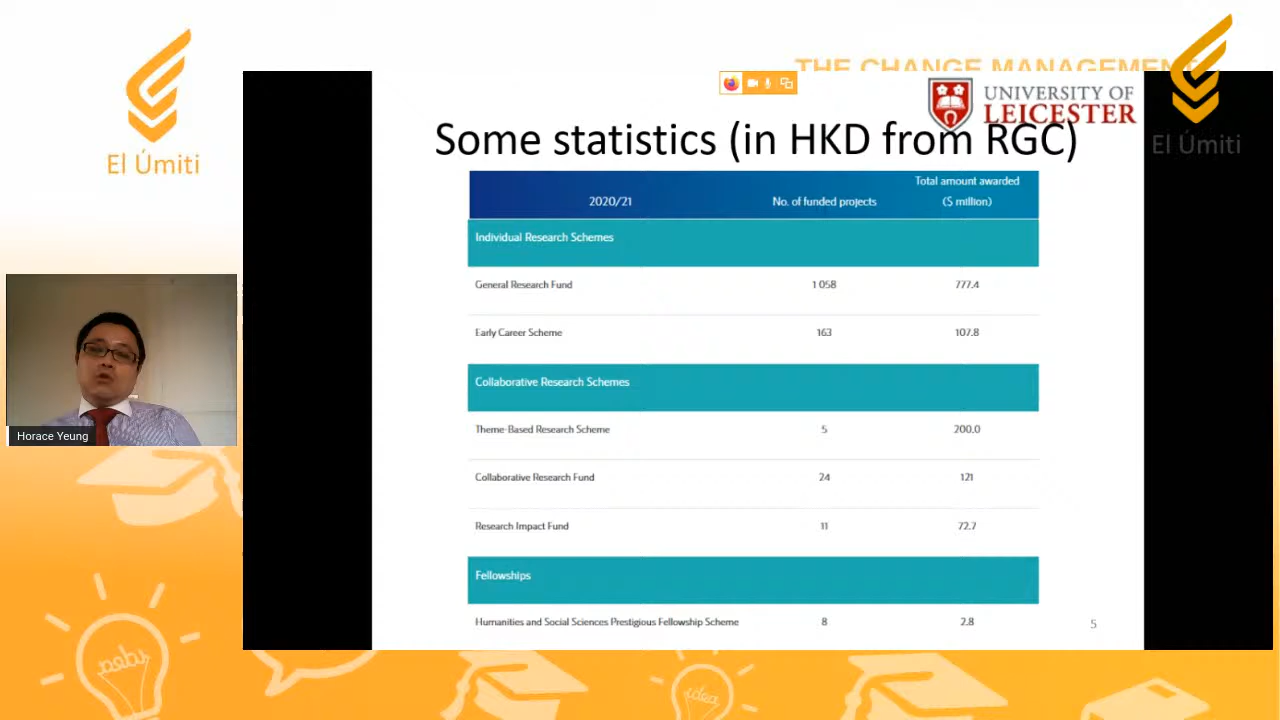 THE CHANGE MANAGEMENT
El Úmiti
UNIVERSITY OF
LEICESTER
El Úmiti
Some statistics (in HKD from RGC)
2020/21 No. of funded projects Total amount awarded
($ million)
Individual Research Schemes
General Research Fund 1 058 777.4
Early Career Scheme 163 107.8
Collaborative Research Schemes
Theme-Based Research Scheme 5 200.0
Collaborative Research Fund 24 121
Research Impact Fund 11 72.7
Fellowships
Humanities and Social Sciences Prestigious Fellowship Scheme 8 2.8
5
Horace Yeung
idea
idea